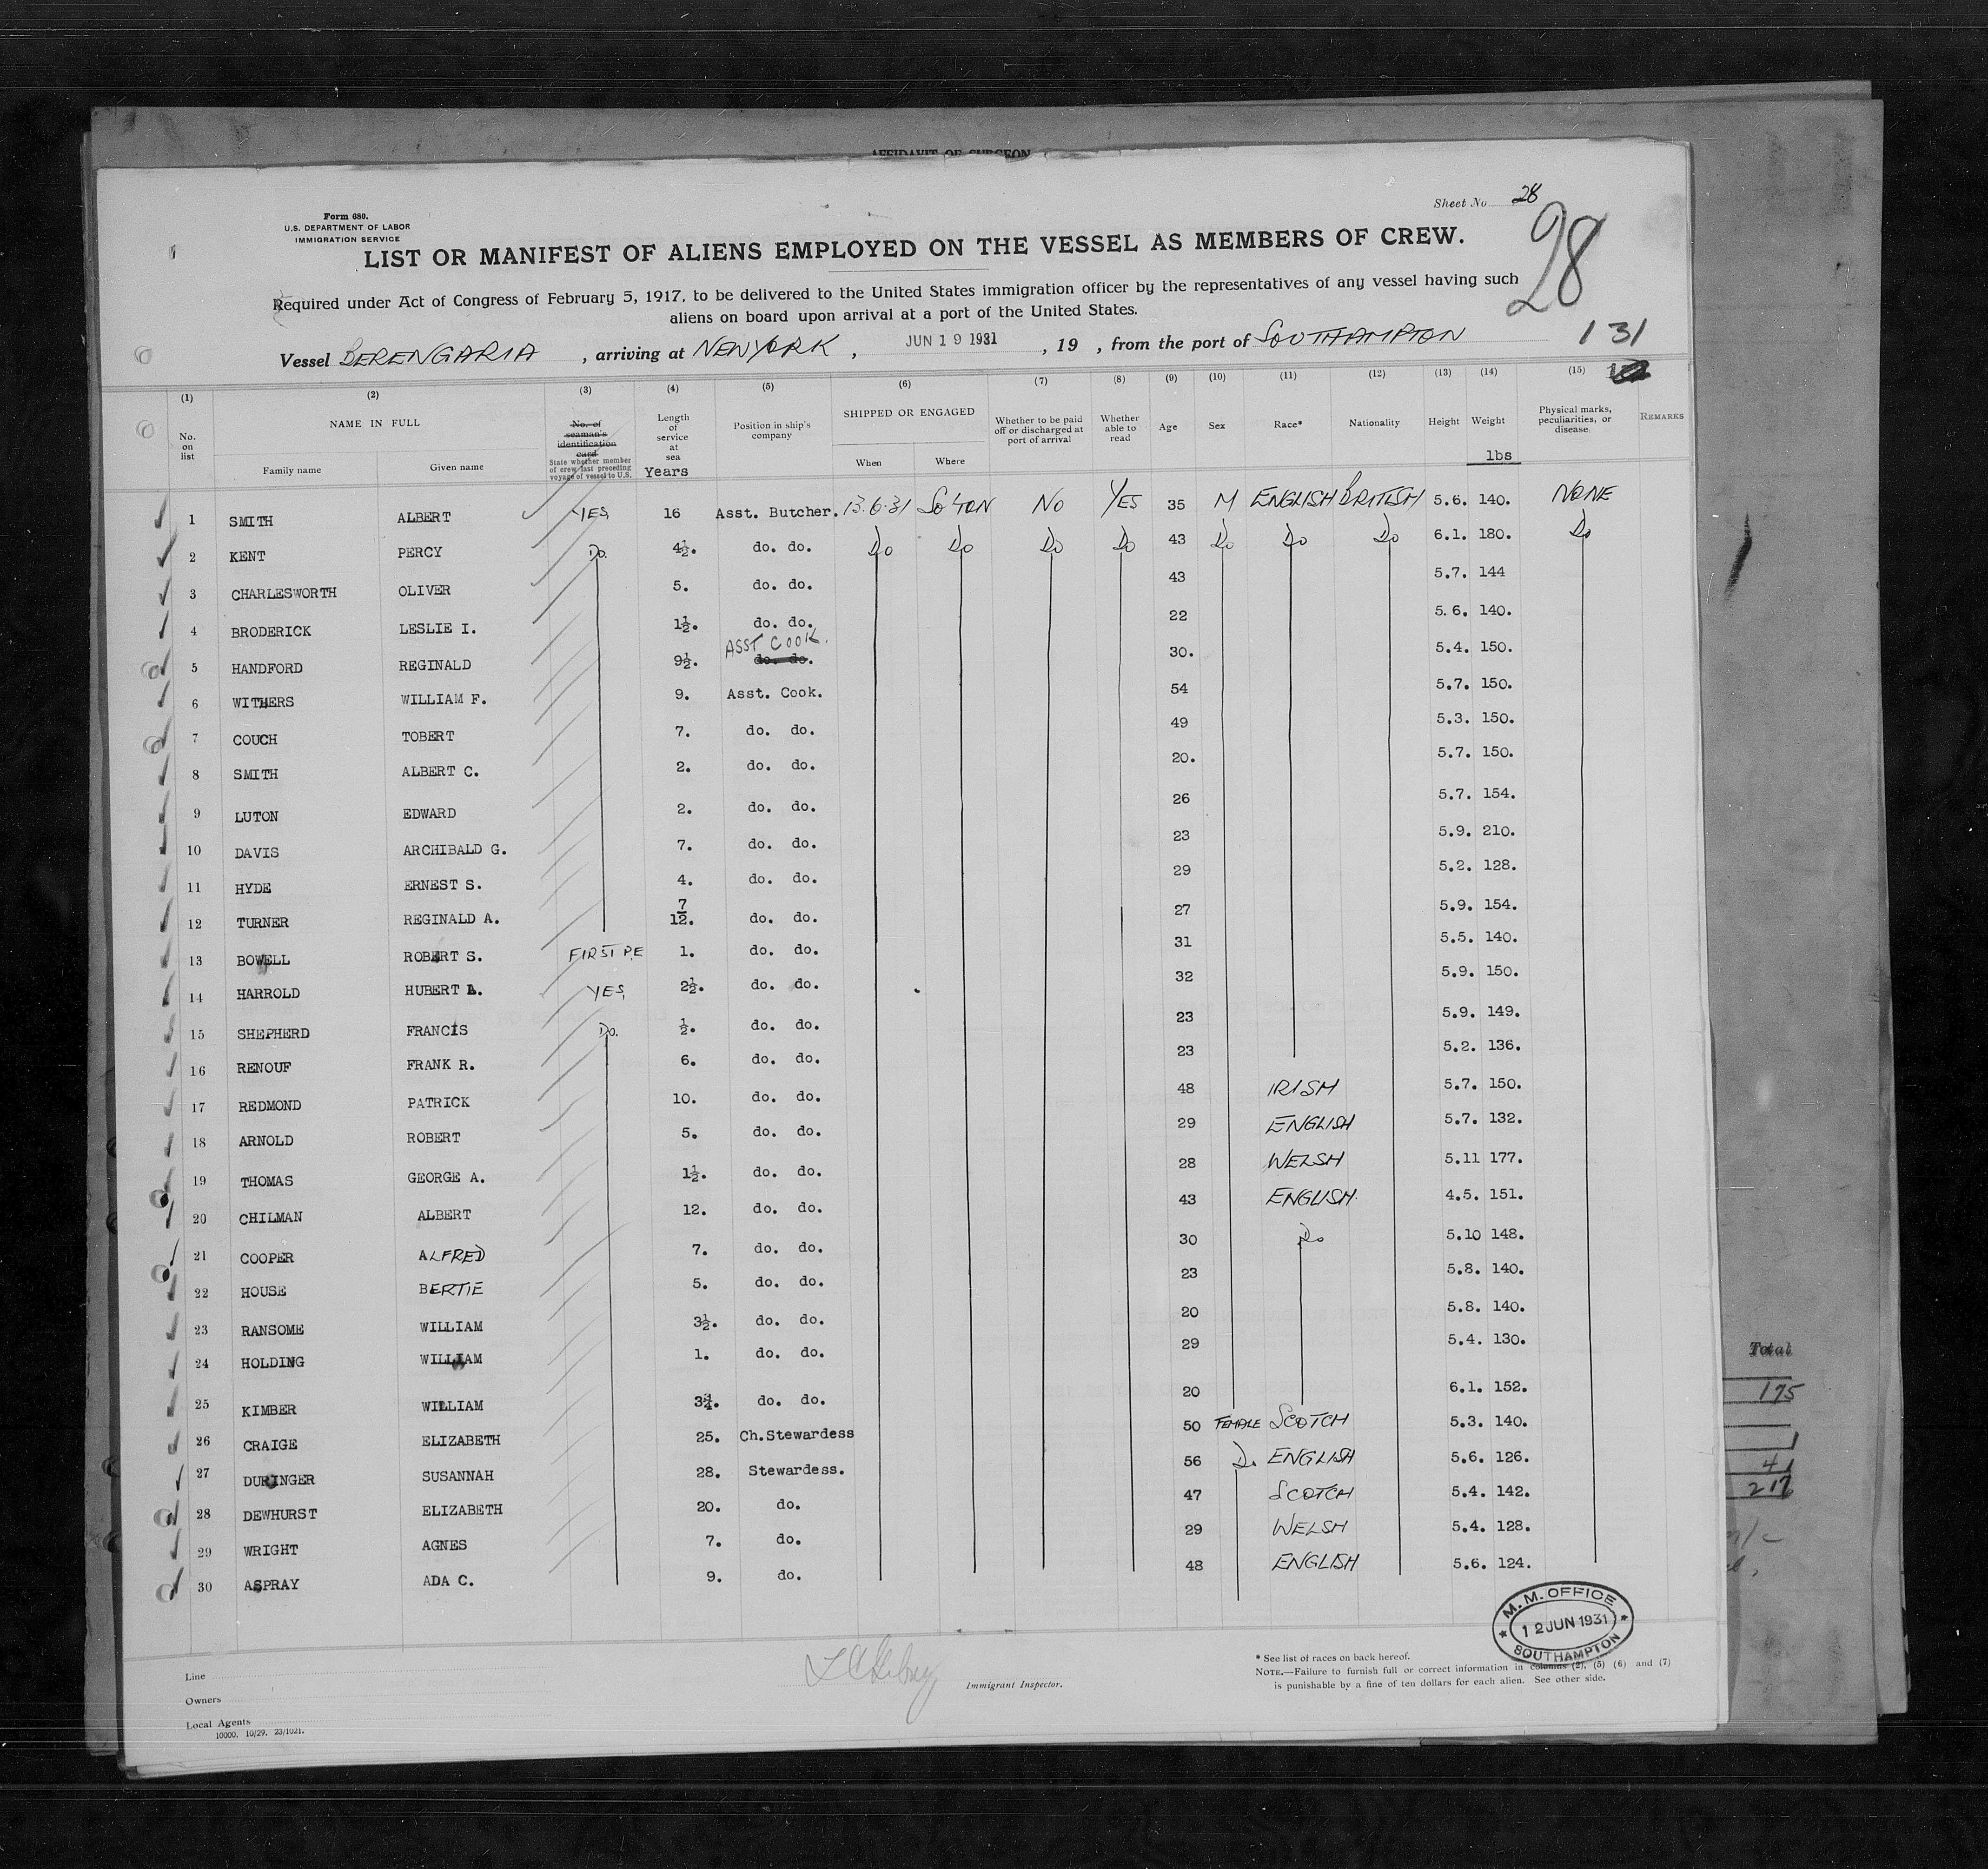 AFFIDAVIT OF SURGEON
Sheet No 28
28
Form 680.
U.S. DEPARTMENT OF LABOR
IMMIGRATION SERVICE
LIST OR MANIFEST OF ALIENS EMPLOYED ON THE VESSEL AS MEMBERS OF CREW.
Required under Act of Congress of February 5, 1917, to be delivered to the United States immigration officer by the representatives of any vessel having such
aliens on board upon arrival at a port of the United States.
Vessel BERENGARIA , arriving at NEW YORK , JUN 19 1931 , 19 , from the port of SOUTHAMPTON
131
(1) (2) (3) (4) (5) (6) (7) (8) (9) (10) (11) (12) (13) (14) (15)
No. on list
NAME IN FULL
Family name Given name
No. of seaman's identification card
State whether member of crew last preceding voyage of vessel to U.S.
Length of service at sea
Years
Position in ship's company
SHIPPED OR ENGAGED
When Where
Whether to be paid off or discharged at port of arrival
Whether able to read
Age Sex Race* Nationality Height Weight
lbs
Physical marks, peculiarities, or disease
REMARKS
1 SMITH ALBERT YES 16 Asst. Butcher. 13.6.31 SO'TON NO YES 35 M ENGLISH BRITISH 5.6. 140. NONE
2 KENT PERCY Do. 4½. do. do. Do Do Do Do 43 Do Do Do 6.1. 180. Do
3 CHARLESWORTH OLIVER 5. do. do. 43 5.7. 144
4 BRODERICK LESLIE I. 1½. do. do. 22 5.6. 140.
5 HANDFORD REGINALD 9½. ASST COOK. do. do. 30. 5.4. 150.
6 WITHERS WILLIAM F. 9. Asst. Cook. 54 5.7. 150.
7 COUCH TOBERT 7. do. do. 49 5.3. 150.
8 SMITH ALBERT C. 2. do. do. 20. 5.7. 150.
9 LUTON EDWARD 2. do. do. 26 5.7. 154.
10 DAVIS ARCHIBALD G. 7. do. do. 23 5.9. 210.
11 HYDE ERNEST S. 4. do. do. 29 5.2. 128.
12 TURNER REGINALD A. 7/12. do. do. 27 5.9. 154.
13 BOWELL ROBERT S. FIRST P.E 1. do. do. 31 5.5. 140.
14 HARROLD HUBERT L. YES, 2½. do. do. 32 5.9. 150.
15 SHEPHERD FRANCIS Do. ½. do. do. 23 5.9. 149.
16 RENOUF FRANK R. 6. do. do. 23 5.2. 136.
17 REDMOND PATRICK 10. do. do. 48 IRISH 5.7. 150.
18 ARNOLD ROBERT 5. do. do. 29 ENGLISH 5.7. 132.
19 THOMAS GEORGE A. 1½. do. do. 28 WELSH 5.11 177.
20 CHILMAN ALBERT 12. do. do. 43 ENGLISH. 4.5. 151.
21 COOPER ALFRED 7. do. do. 30 Do 5.10 148.
22 HOUSE BERTIE 5. do. do. 23 5.8. 140.
23 RANSOME WILLIAM 3½. do. do. 20 5.8. 140.
24 HOLDING WILLIAM 1. do. do. 29 5.4. 130.
25 KIMBER WILLIAM 3¾. do. do. 20 6.1. 152.
26 CRAIGE ELIZABETH 25. Ch.Stewardess 50 FEMALE SCOTCH 5.3. 140.
27 DURINGER SUSANNAH 28. Stewardess. 56 Do. ENGLISH 5.6. 126.
28 DEWHURST ELIZABETH 20. do. 47 SCOTCH 5.4. 142.
29 WRIGHT AGNES 7. do. 29 WELSH 5.4. 128.
30 ASPRAY ADA C. 9. do. 48 ENGLISH 5.6. 124.
Total
175
41
217
M. M. OFFICE
12 JUN 1931
SOUTHAMPTON
Line
Owners
Local Agents
10000. 10/29. 23/1021.
Immigrant Inspector.
* See list of races on back hereof.
NOTE.—Failure to furnish full or correct information in columns (2), (5) (6) and (7)
is punishable by a fine of ten dollars for each alien. See other side.